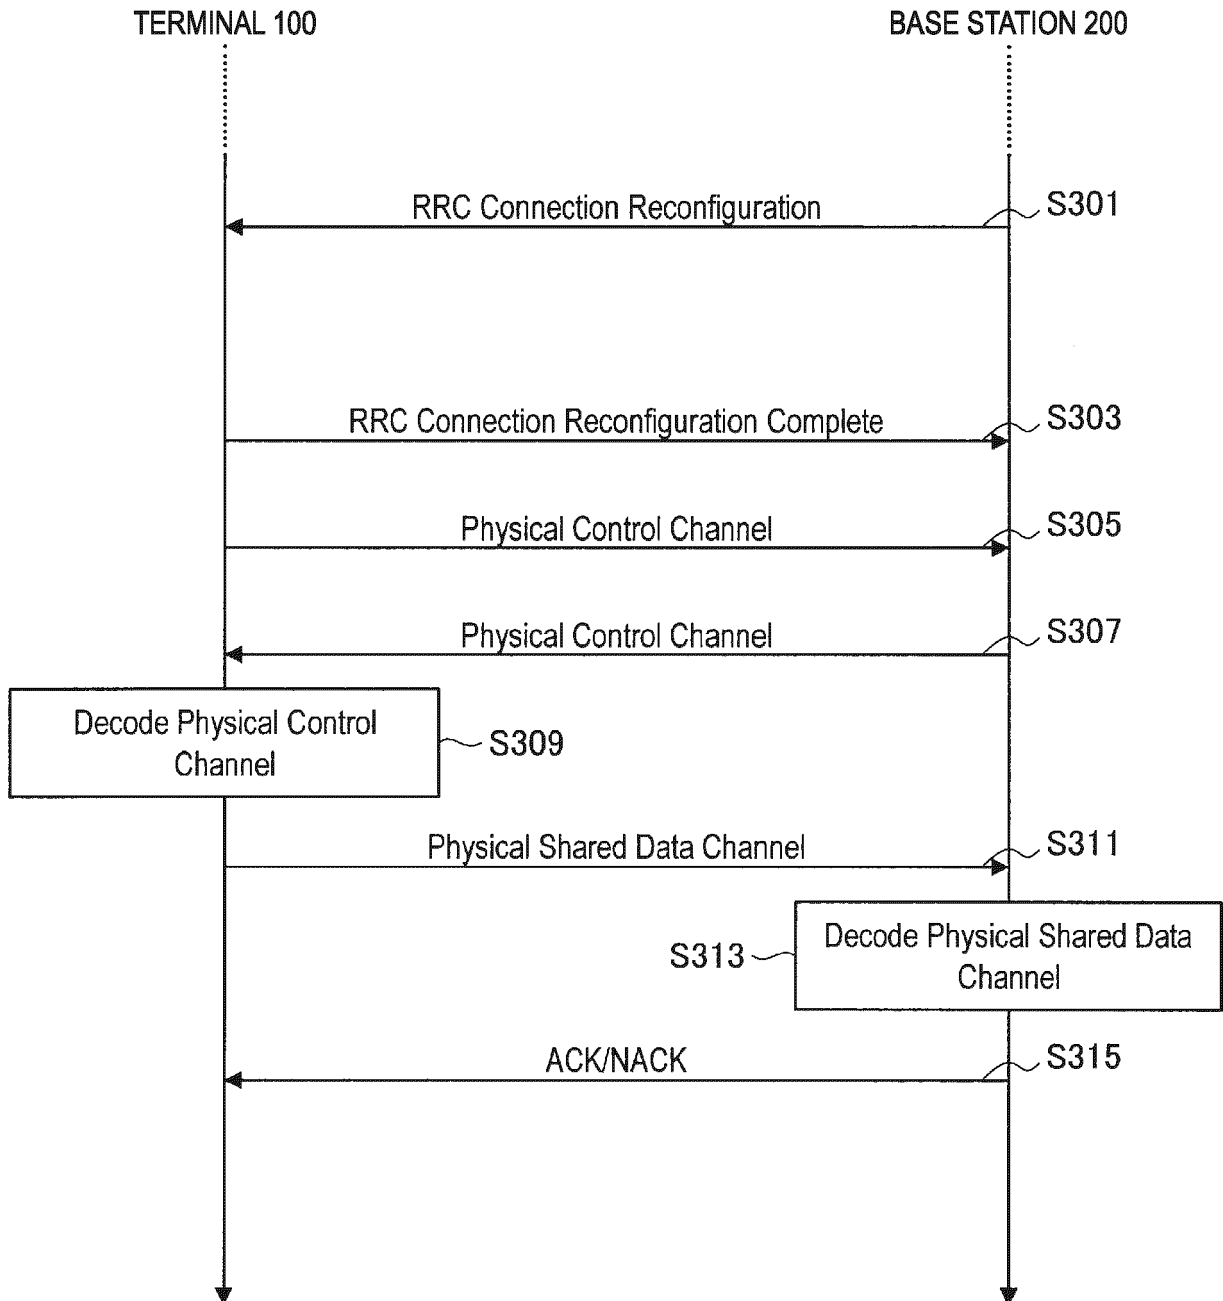 TERMINAL 100
BASE STATION 200
RRC Connection Reconfiguration
S301
RRC Connection Reconfiguration Complete
S303
Physical Control Channel
S305
Physical Control Channel
S307
Decode Physical Control
Channel
S309
Physical Shared Data Channel
S311
S313
Decode Physical Shared Data
Channel
ACK/NACK
S315